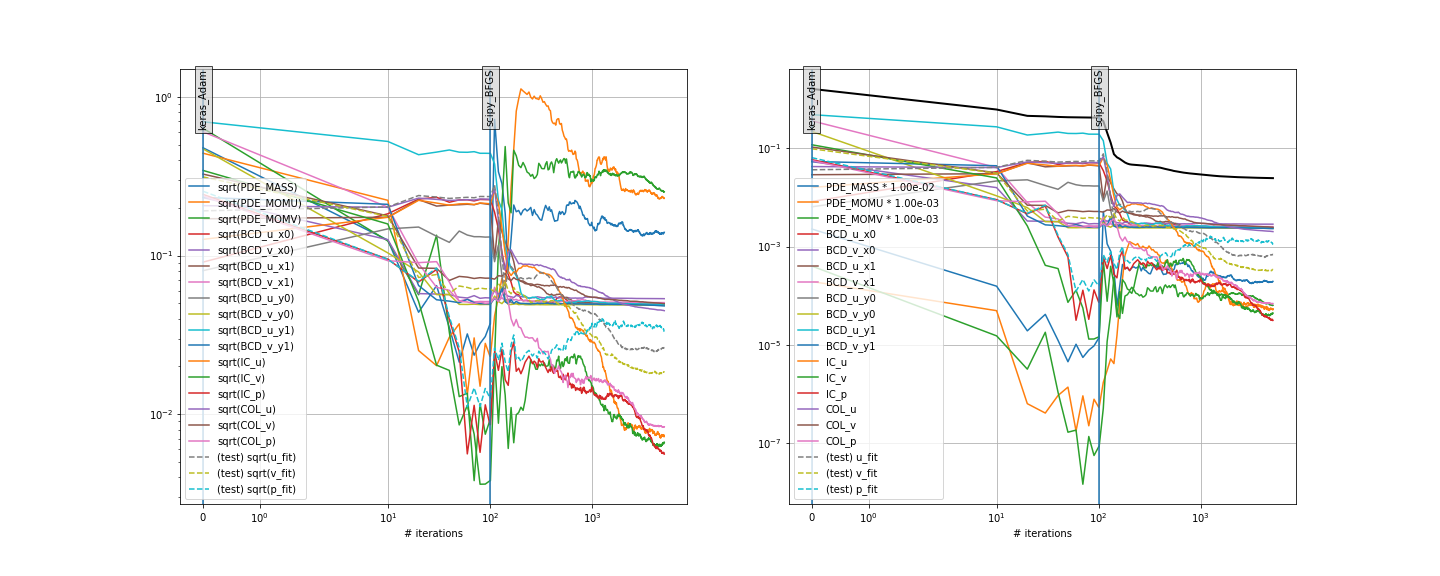 keras_Adam
scipy_BFGS
10⁰
10⁻¹
10⁻²
sqrt(PDE_MASS)
sqrt(PDE_MOMU)
sqrt(PDE_MOMV)
sqrt(BCD_u_x0)
sqrt(BCD_v_x0)
sqrt(BCD_u_x1)
sqrt(BCD_v_x1)
sqrt(BCD_u_y0)
sqrt(BCD_v_y0)
sqrt(BCD_u_y1)
sqrt(BCD_v_y1)
sqrt(IC_u)
sqrt(IC_v)
sqrt(IC_p)
sqrt(COL_u)
sqrt(COL_v)
sqrt(COL_p)
(test) sqrt(u_fit)
(test) sqrt(v_fit)
(test) sqrt(p_fit)
0 10⁰ 10¹ 10² 10³
# iterations
keras_Adam
scipy_BFGS
10⁻¹
10⁻³
10⁻⁵
10⁻⁷
PDE_MASS * 1.00e-02
PDE_MOMU * 1.00e-03
PDE_MOMV * 1.00e-03
BCD_u_x0
BCD_v_x0
BCD_u_x1
BCD_v_x1
BCD_u_y0
BCD_v_y0
BCD_u_y1
BCD_v_y1
IC_u
IC_v
IC_p
COL_u
COL_v
COL_p
(test) u_fit
(test) v_fit
(test) p_fit
0 10⁰ 10¹ 10² 10³
# iterations